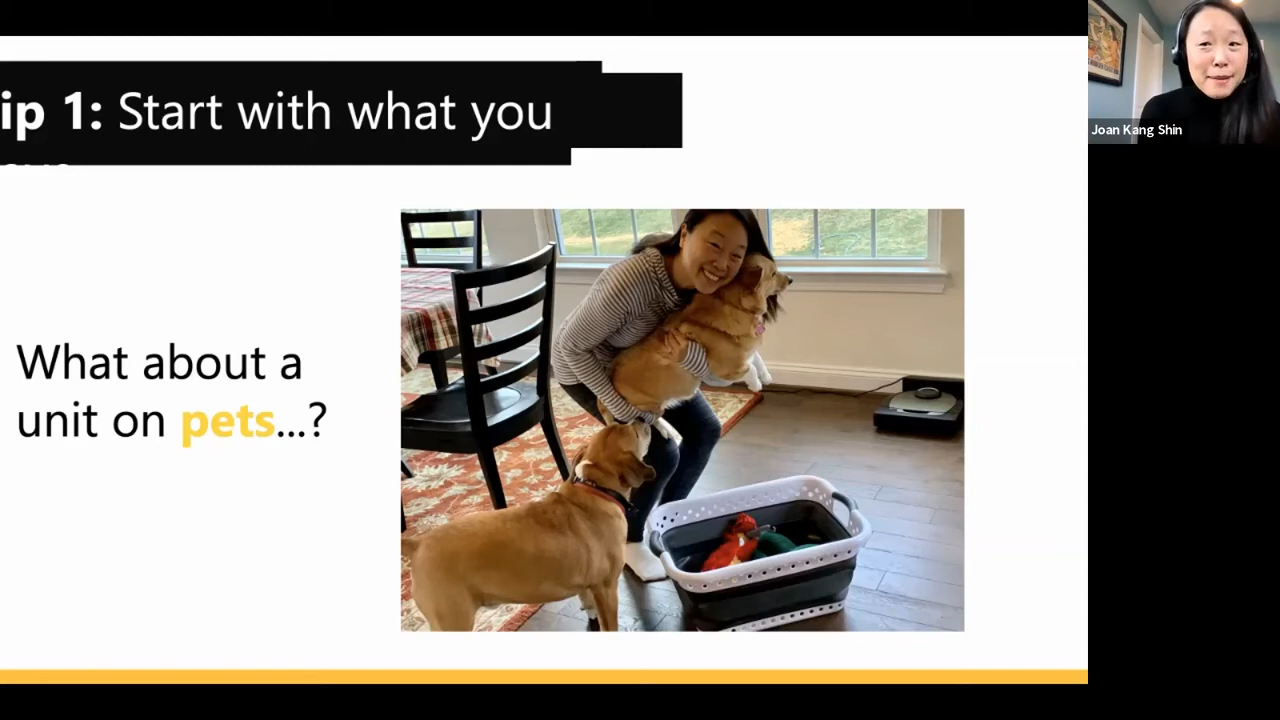 ip 1: Start with what you
What about a
unit on pets...?
Joan Kang Shin